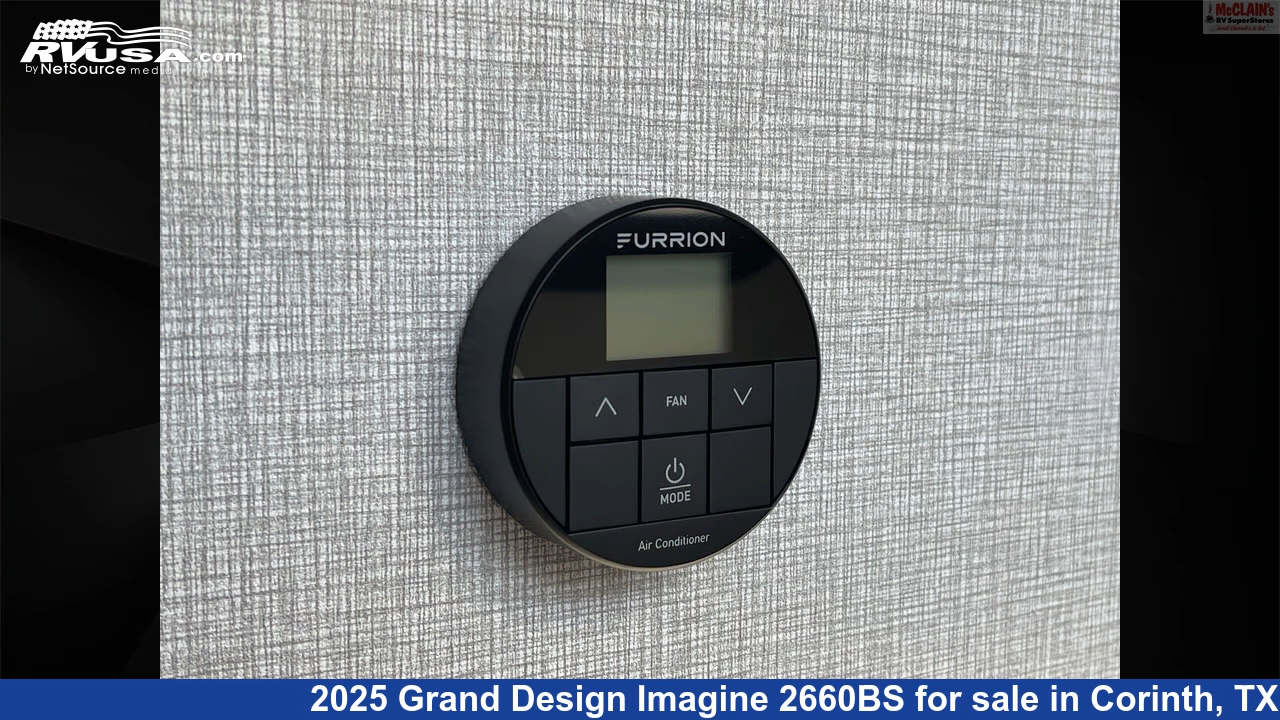 RVUSA.com
by NetSource media
McCLAIN's
RV SuperStores
FURRION
FAN
MODE
Air Conditioner
2025 Grand Design Imagine 2660BS for sale in Corinth, TX